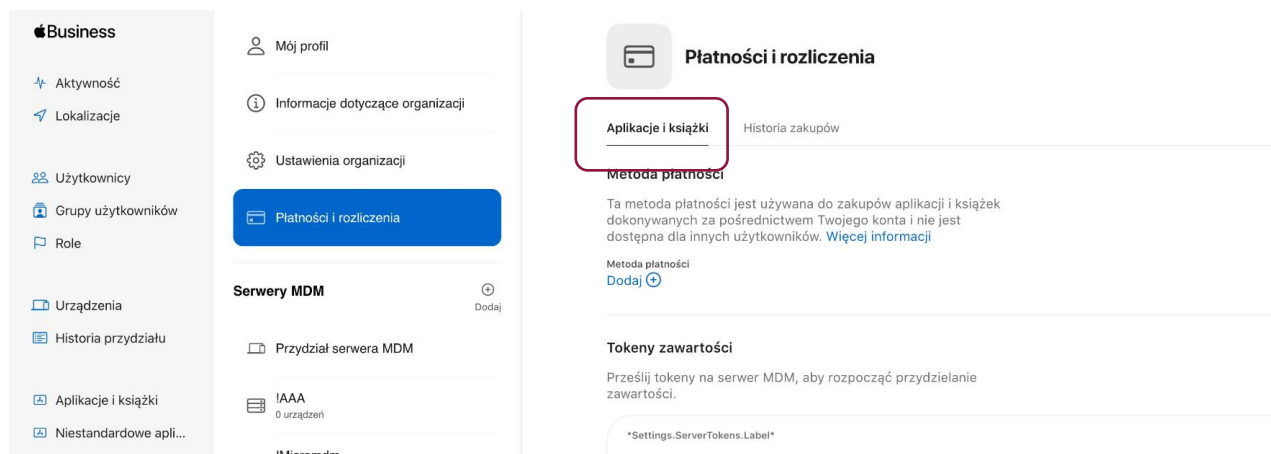 Business
Aktywność
Lokalizacje
Użytkownicy
Grupy użytkowników
Role
Urządzenia
Historia przydziału
Aplikacje i książki
Niestandardowe apli...
Mój profil
Informacje dotyczące organizacji
Ustawienia organizacji
Płatności i rozliczenia
Serwery MDM
Dodaj
Przydział serwera MDM
!AAA
0 urządzeń
Płatności i rozliczenia
Aplikacje i książki Historia zakupów
Metoda płatności
Ta metoda płatności jest używana do zakupów aplikacji i książek
dokonywanych za pośrednictwem Twojego konta i nie jest
dostępna dla innych użytkowników. Więcej informacji
Metoda płatności
Dodaj
Tokeny zawartości
Prześlij tokeny na serwer MDM, aby rozpocząć przydzielanie
zawartości.
*Settings.ServerTokens.Label*